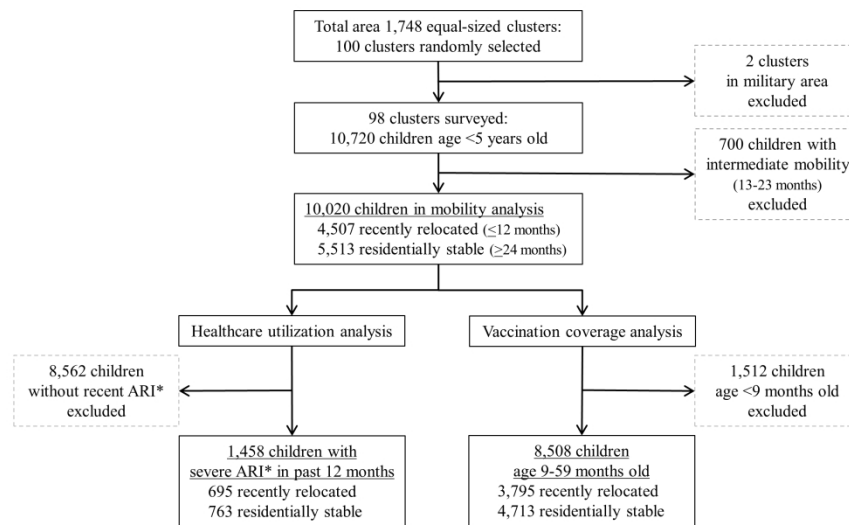 Total area 1,748 equal-sized clusters:
100 clusters randomly selected
2 clusters
in military area
excluded
98 clusters surveyed:
10,720 children age <5 years old
700 children with
intermediate mobility
(13-23 months)
excluded
10,020 children in mobility analysis
4,507 recently relocated (≤12 months)
5,513 residentially stable (≥24 months)
Healthcare utilization analysis
Vaccination coverage analysis
8,562 children
without recent ARI*
excluded
1,512 children
age <9 months old
excluded
1,458 children with
severe ARI* in past 12 months
695 recently relocated
763 residentially stable
8,508 children
age 9-59 months old
3,795 recently relocated
4,713 residentially stable